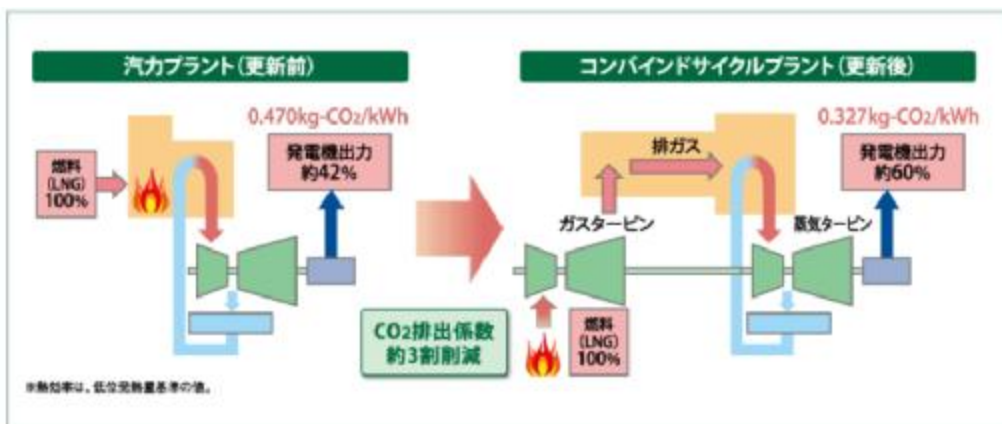 汽力プラント(更新前)
0.470kg-CO2/kWh
燃料
(LNG)
100%
発電機出力
約42%
コンバインドサイクルプラント(更新後)
0.327kg-CO2/kWh
排ガス
発電機出力
約60%
ガスタービン
蒸気タービン
燃料
(LNG)
100%
CO2排出係数
約3割削減
※熱効率は、低位発熱量基準の値。